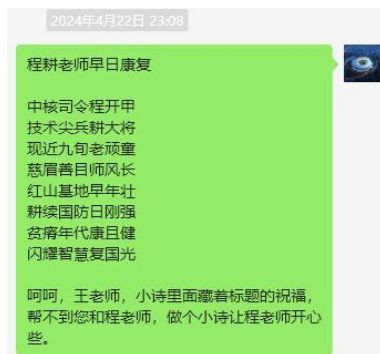 2024年4月22日 23:08
程耕老师早日康复
中核司令程开甲
技术尖兵耕大将
现近九旬老顽童
慈眉善目师风长
红山基地早年壮
耕续国防日刚强
贫瘠年代康且健
闪耀智慧复国光
呵呵，王老师，小诗里面藏着标题的祝福，
帮不到您和程老师，做个小诗让程老师开心
些。